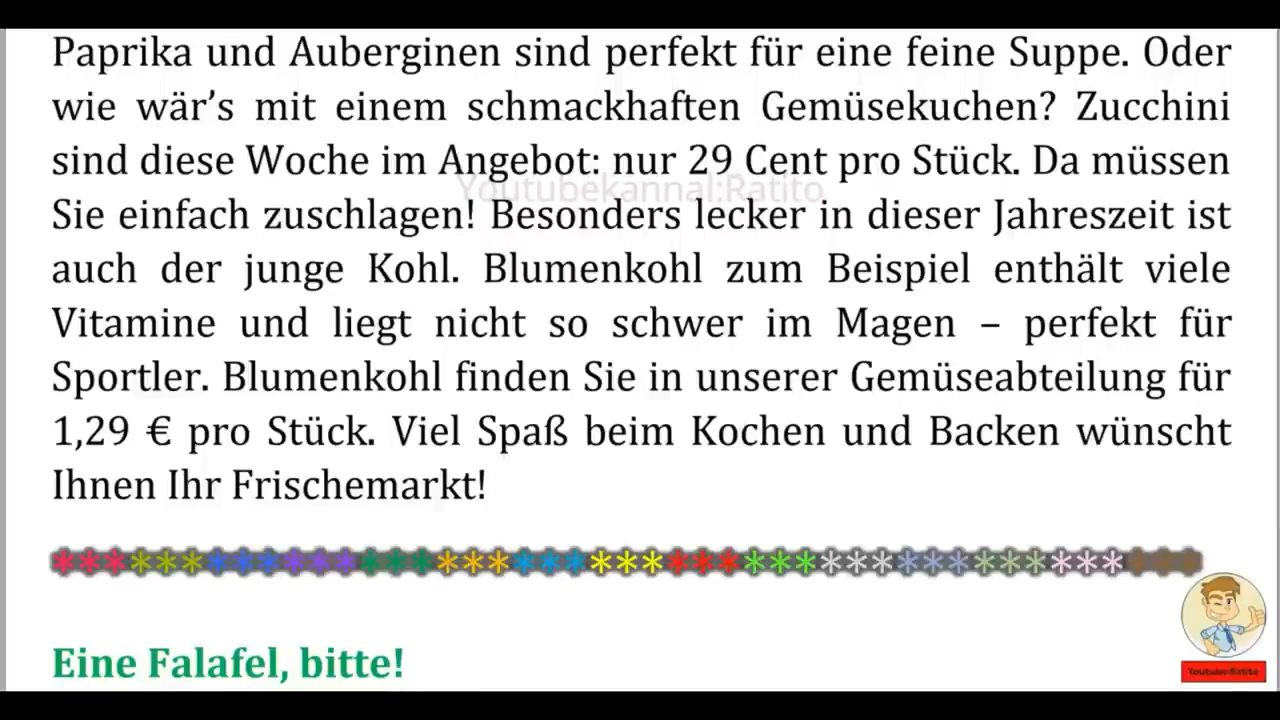 Paprika und Auberginen sind perfekt für eine feine Suppe. Oder
wie wär’s mit einem schmackhaften Gemüsekuchen? Zucchini
sind diese Woche im Angebot: nur 29 Cent pro Stück. Da müssen
Youtubekannal:Ratito
Sie einfach zuschlagen! Besonders lecker in dieser Jahreszeit ist
auch der junge Kohl. Blumenkohl zum Beispiel enthält viele
Vitamine und liegt nicht so schwer im Magen – perfekt für
Sportler. Blumenkohl finden Sie in unserer Gemüseabteilung für
1,29 € pro Stück. Viel Spaß beim Kochen und Backen wünscht
Ihnen Ihr Frischemarkt!
*********************************************
Eine Falafel, bitte!
Youtube:Ratito